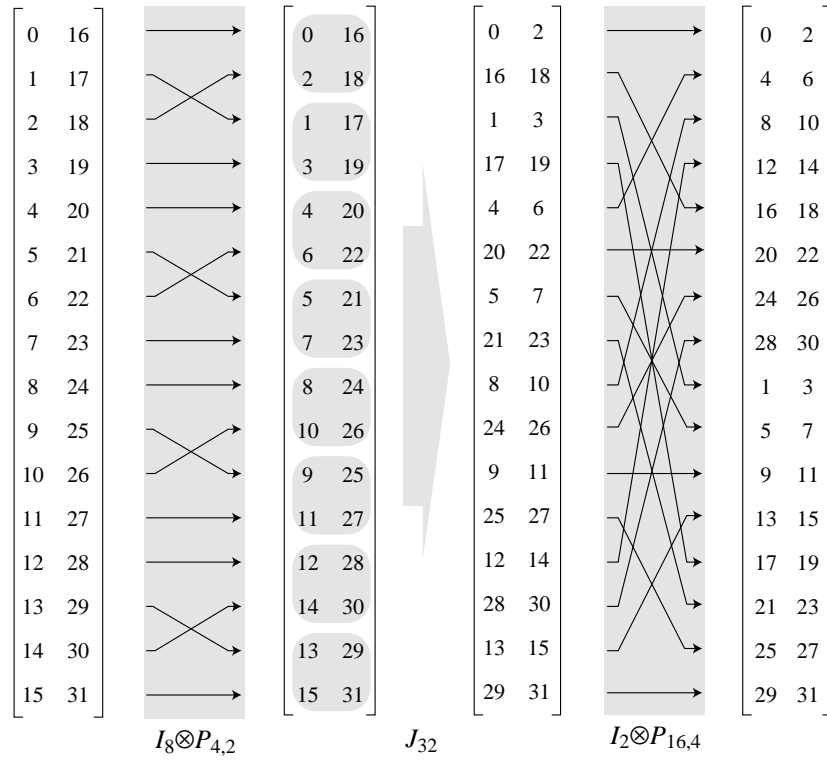 0 16 0 16 0 2 0 2
1 17 2 18 16 18 4 6
2 18 1 17 1 3 8 10
3 19 3 19 17 19 12 14
4 20 4 20 4 6 16 18
5 21 6 22 20 22 20 22
6 22 5 21 5 7 24 26
7 23 7 23 21 23 28 30
8 24 8 24 8 10 1 3
9 25 10 26 24 26 5 7
10 26 9 25 9 11 9 11
11 27 11 27 25 27 13 15
12 28 12 28 12 14 17 19
13 29 14 30 28 30 21 23
14 30 13 29 13 15 25 27
15 31 15 31 29 31 29 31
I₈⊗P₄,₂ J₃₂ I₂⊗P₁₆,₄